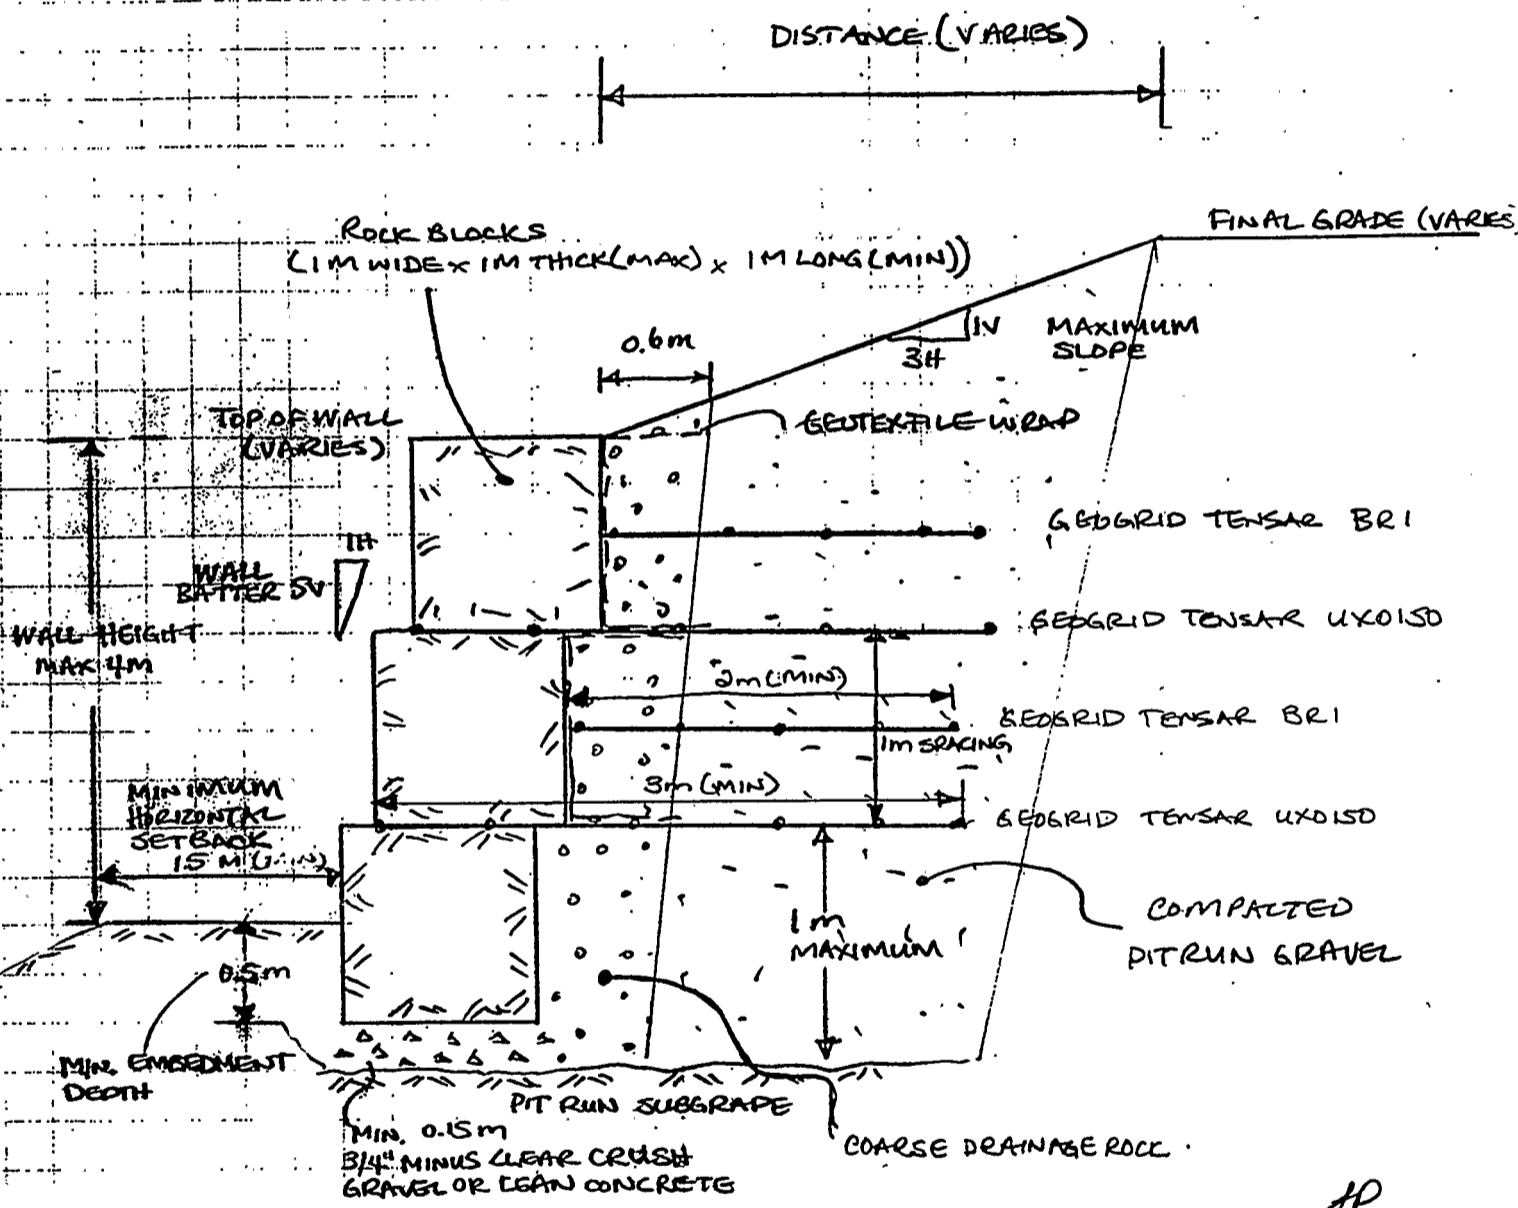 DISTANCE (VARIES)
FINAL GRADE (VARIES
ROCK BLOCKS
(1M WIDE x 1M THICK(MAX) x 1M LONG(MIN))
0.6m
1V
3H
MAXIMUM
SLOPE
TOP OF WALL
(VARIES)
GEOTEXTILE WRAP
GEOGRID TENSAR BR1
1H
WALL
BATTER 5V
GEOGRID TENSAR UX0150
WALL HEIGHT
MAX 4M
2m (MIN)
GEOGRID TENSAR BR1
1m SPACING
3m (MIN)
MINIMUM
HORIZONTAL
SETBACK
1.5 M (MIN)
GEOGRID TENSAR UX0150
COMPACTED
PITRUN GRAVEL
1m
MAXIMUM
0.5m
MIN. EMBEDMENT
DEPTH
PIT RUN SUBGRADE
MIN. 0.15m
3/4" MINUS CLEAR CRUSH
GRAVEL OR LEAN CONCRETE
COARSE DRAINAGE ROCK.